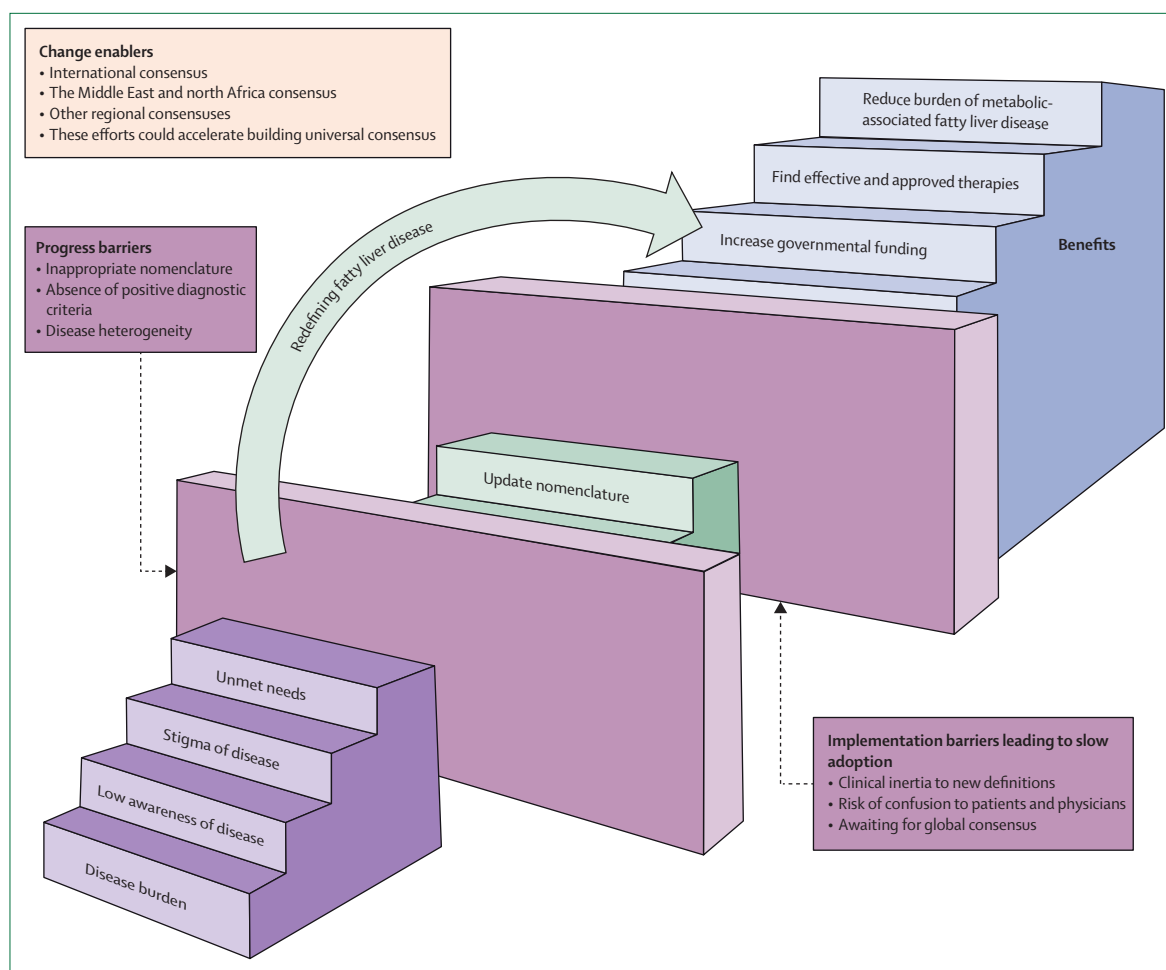 Change enablers
• International consensus
• The Middle East and north Africa consensus
• Other regional consensuses
• These efforts could accelerate building universal consensus
Progress barriers
• Inappropriate nomenclature
• Absence of positive diagnostic
criteria
• Disease heterogeneity
Redefining fatty liver disease
Reduce burden of metabolic-
associated fatty liver disease
Find effective and approved therapies
Increase governmental funding
Benefits
Update nomenclature
Unmet needs
Stigma of disease
Low awareness of disease
Disease burden
Implementation barriers leading to slow
adoption
• Clinical inertia to new definitions
• Risk of confusion to patients and physicians
• Awaiting for global consensus